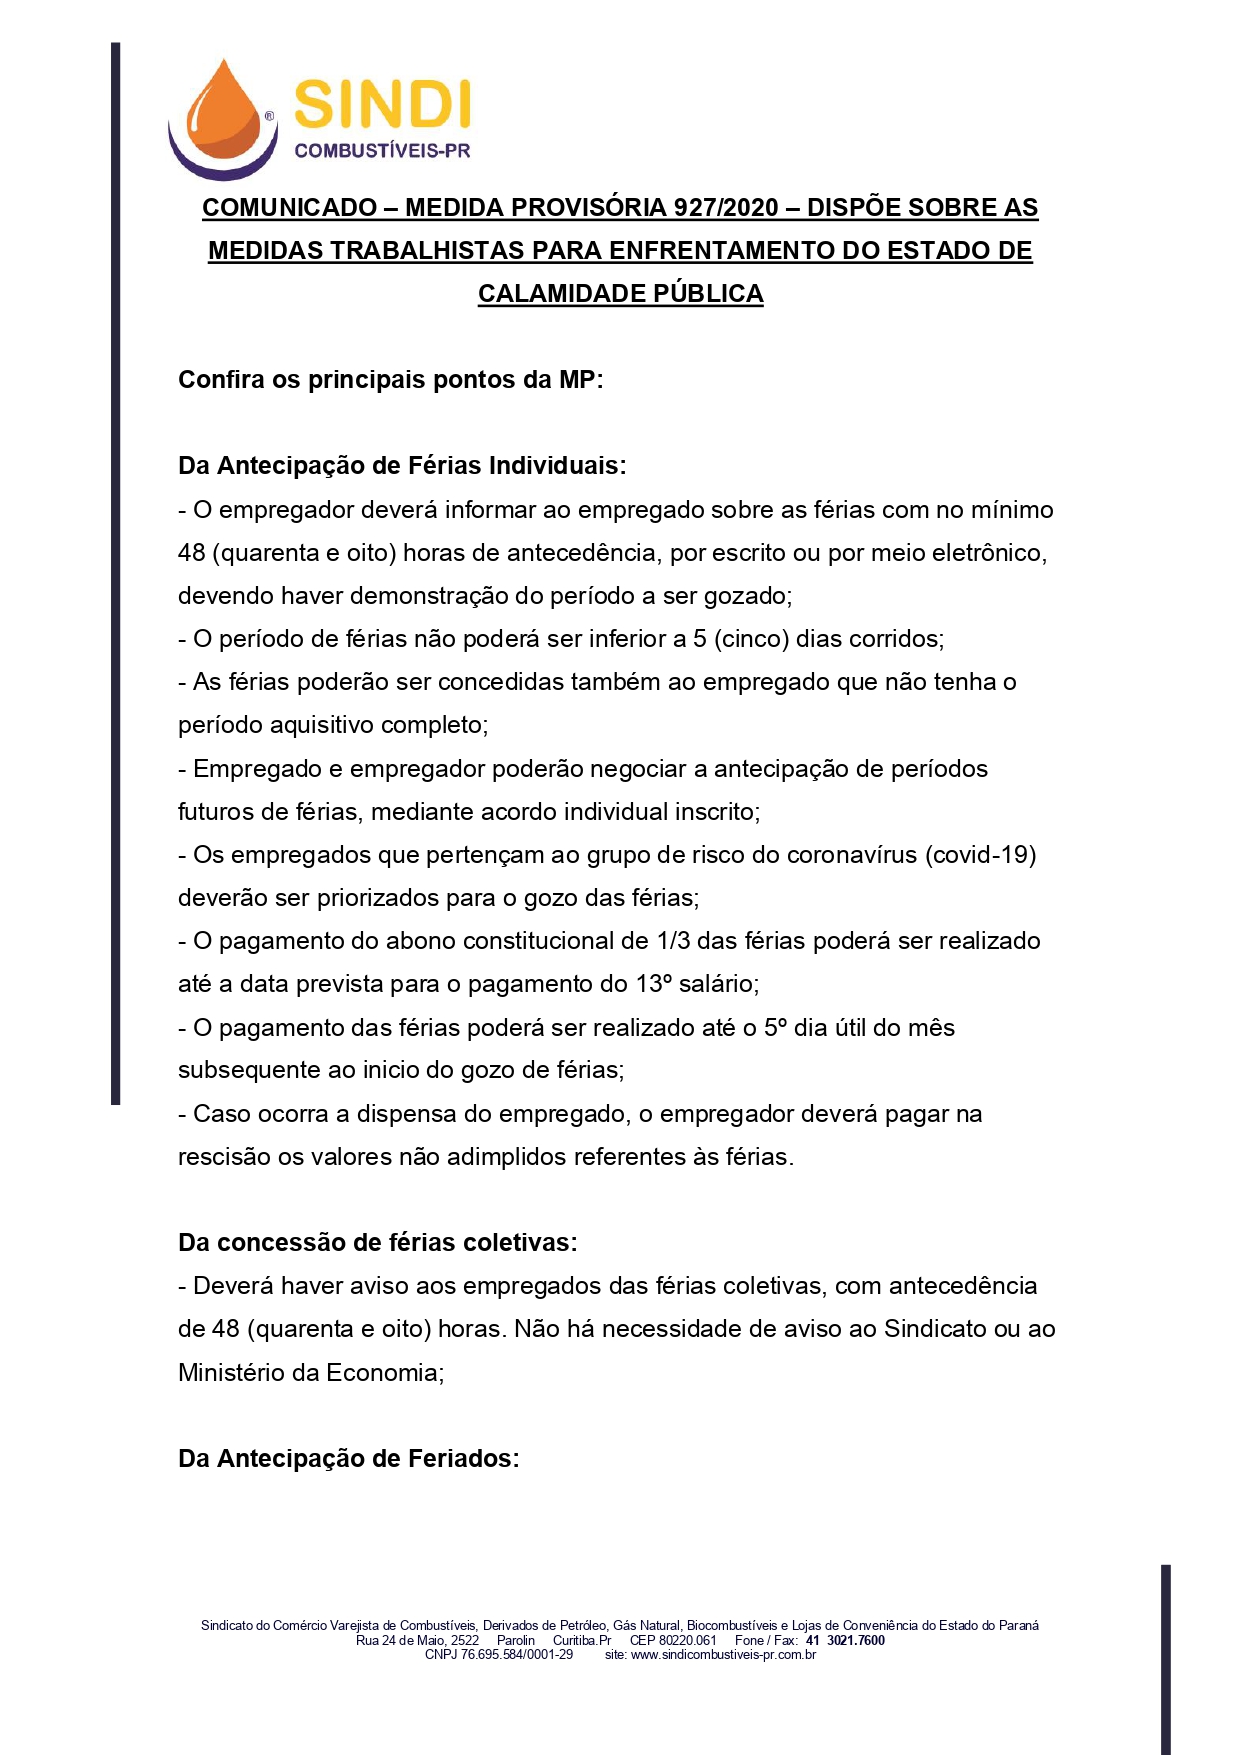 SINDI
®
COMBUSTÍVEIS-PR
COMUNICADO – MEDIDA PROVISÓRIA 927/2020 – DISPÕE SOBRE AS
MEDIDAS TRABALHISTAS PARA ENFRENTAMENTO DO ESTADO DE
CALAMIDADE PÚBLICA
Confira os principais pontos da MP:
Da Antecipação de Férias Individuais:
- O empregador deverá informar ao empregado sobre as férias com no mínimo
48 (quarenta e oito) horas de antecedência, por escrito ou por meio eletrônico,
devendo haver demonstração do período a ser gozado;
- O período de férias não poderá ser inferior a 5 (cinco) dias corridos;
- As férias poderão ser concedidas também ao empregado que não tenha o
período aquisitivo completo;
- Empregado e empregador poderão negociar a antecipação de períodos
futuros de férias, mediante acordo individual inscrito;
- Os empregados que pertençam ao grupo de risco do coronavírus (covid-19)
deverão ser priorizados para o gozo das férias;
- O pagamento do abono constitucional de 1/3 das férias poderá ser realizado
até a data prevista para o pagamento do 13º salário;
- O pagamento das férias poderá ser realizado até o 5º dia útil do mês
subsequente ao inicio do gozo de férias;
- Caso ocorra a dispensa do empregado, o empregador deverá pagar na
rescisão os valores não adimplidos referentes às férias.
Da concessão de férias coletivas:
- Deverá haver aviso aos empregados das férias coletivas, com antecedência
de 48 (quarenta e oito) horas. Não há necessidade de aviso ao Sindicato ou ao
Ministério da Economia;
Da Antecipação de Feriados:
Sindicato do Comércio Varejista de Combustíveis, Derivados de Petróleo, Gás Natural, Biocombustíveis e Lojas de Conveniência do Estado do Paraná
Rua 24 de Maio, 2522 Parolin Curitiba.Pr CEP 80220.061 Fone / Fax: 41 3021.7600
CNPJ 76.695.584/0001-29 site: www.sindicombustiveis-pr.com.br